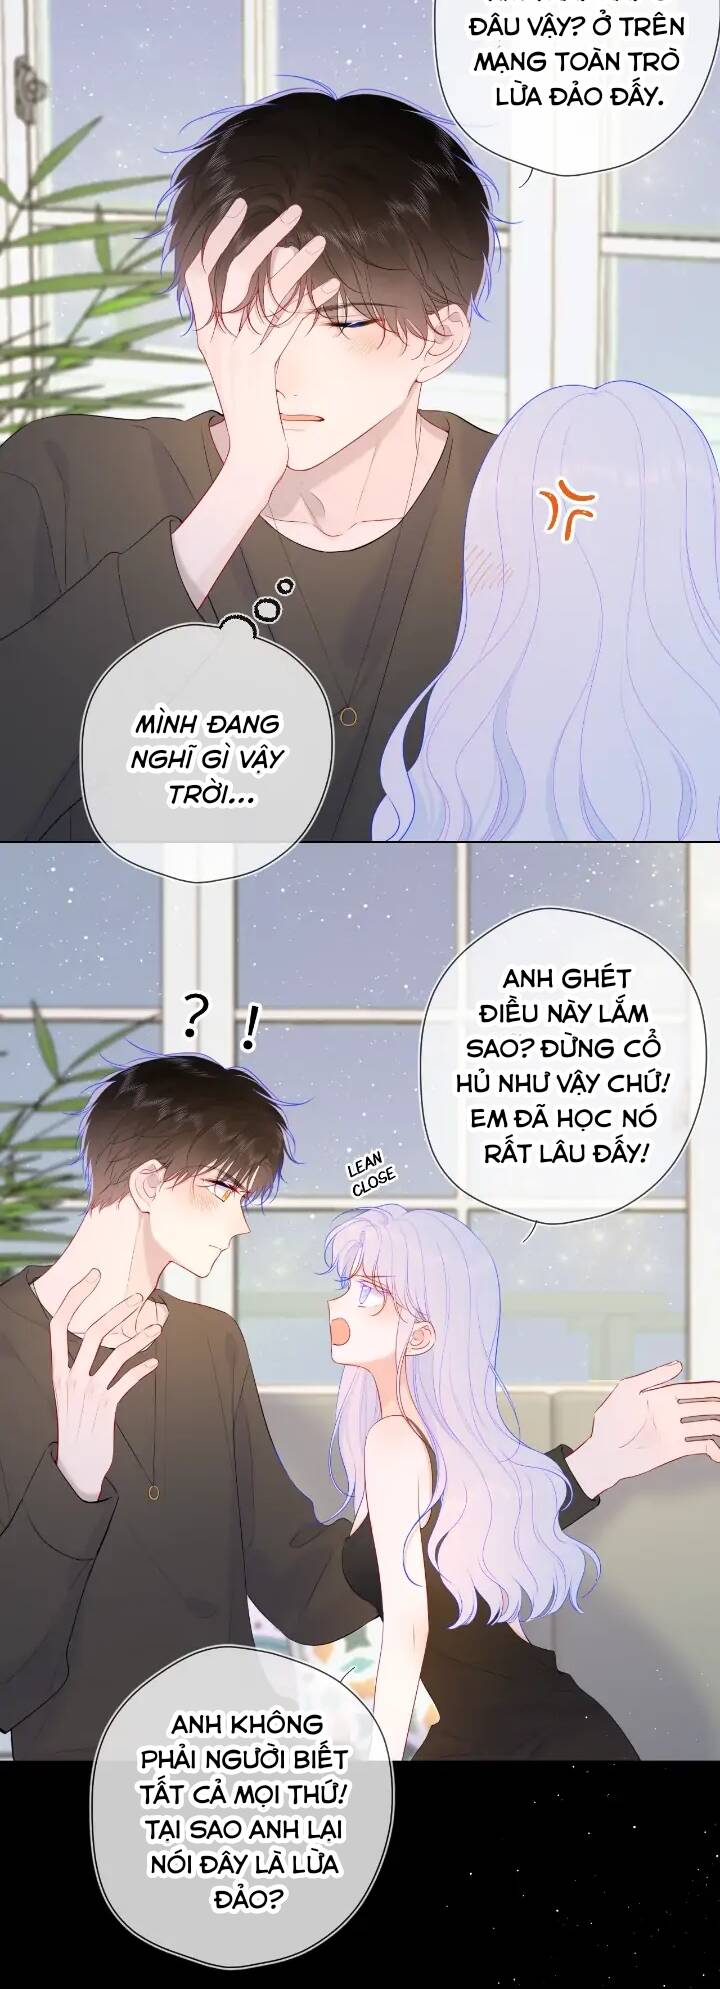 ĐÂU VẬY? Ở TRÊN
MẠNG TOÀN TRÒ
LỪA ĐẢO ĐẤY.
MÌNH ĐANG
NGHĨ GÌ VẬY
TRỜI...
? !
ANH GHÉT
ĐIỀU NÀY LẮM
SAO? ĐỪNG CỔ
HỦ NHƯ VẬY CHỨ!
EM ĐÃ HỌC NÓ
RẤT LÂU ĐẤY!
LEAN
CLOSE
ANH KHÔNG
PHẢI NGƯỜI BIẾT
TẤT CẢ MỌI THỨ!
TẠI SAO ANH LẠI
NÓI ĐÂY LÀ LỪA
ĐẢO?